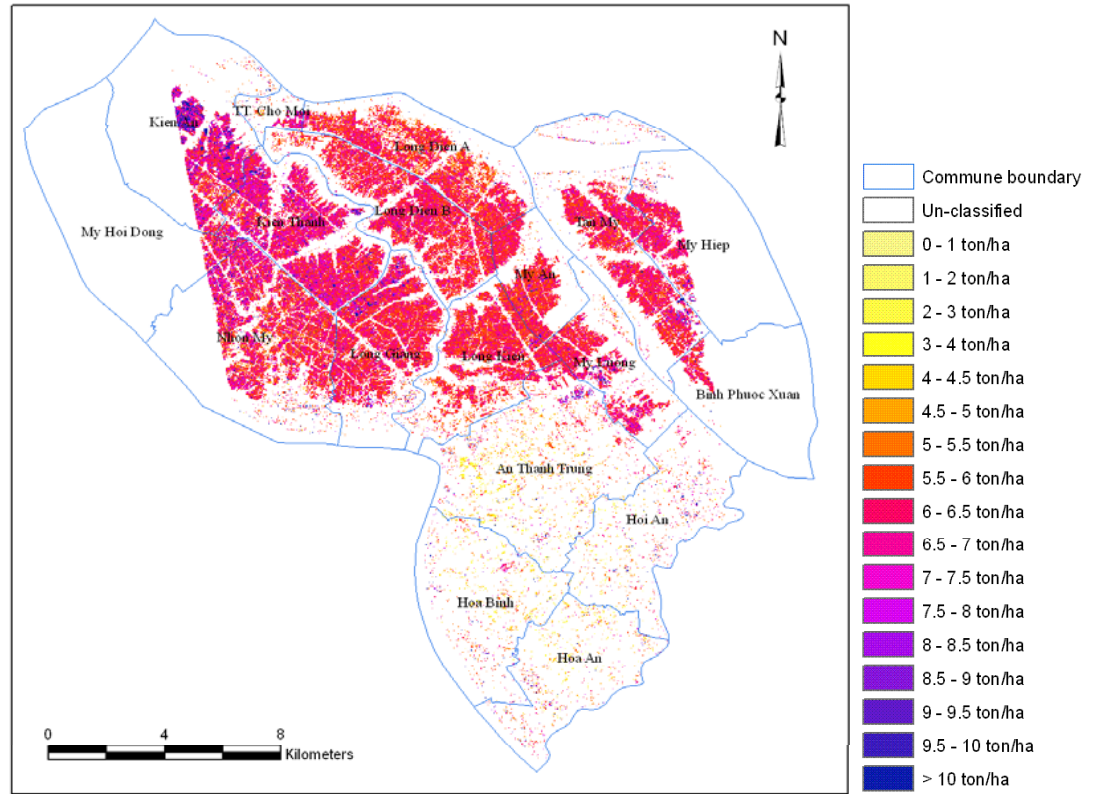 N
TT Cho Moi
Kien An
Long Dien A
Kien Thanh
Long Dien B
Tan My
My Hoi Dong
My Hiep
My An
Nhon My
Long Giang
Long Kien
My Luong
Binh Phuoc Xuan
An Thanh Trung
Hoi An
Hoa Binh
Hoa An
0 4 8
Kilometers
Commune boundary
Un-classified
0 - 1 ton/ha
1 - 2 ton/ha
2 - 3 ton/ha
3 - 4 ton/ha
4 - 4.5 ton/ha
4.5 - 5 ton/ha
5 - 5.5 ton/ha
5.5 - 6 ton/ha
6 - 6.5 ton/ha
6.5 - 7 ton/ha
7 - 7.5 ton/ha
7.5 - 8 ton/ha
8 - 8.5 ton/ha
8.5 - 9 ton/ha
9 - 9.5 ton/ha
9.5 - 10 ton/ha
> 10 ton/ha